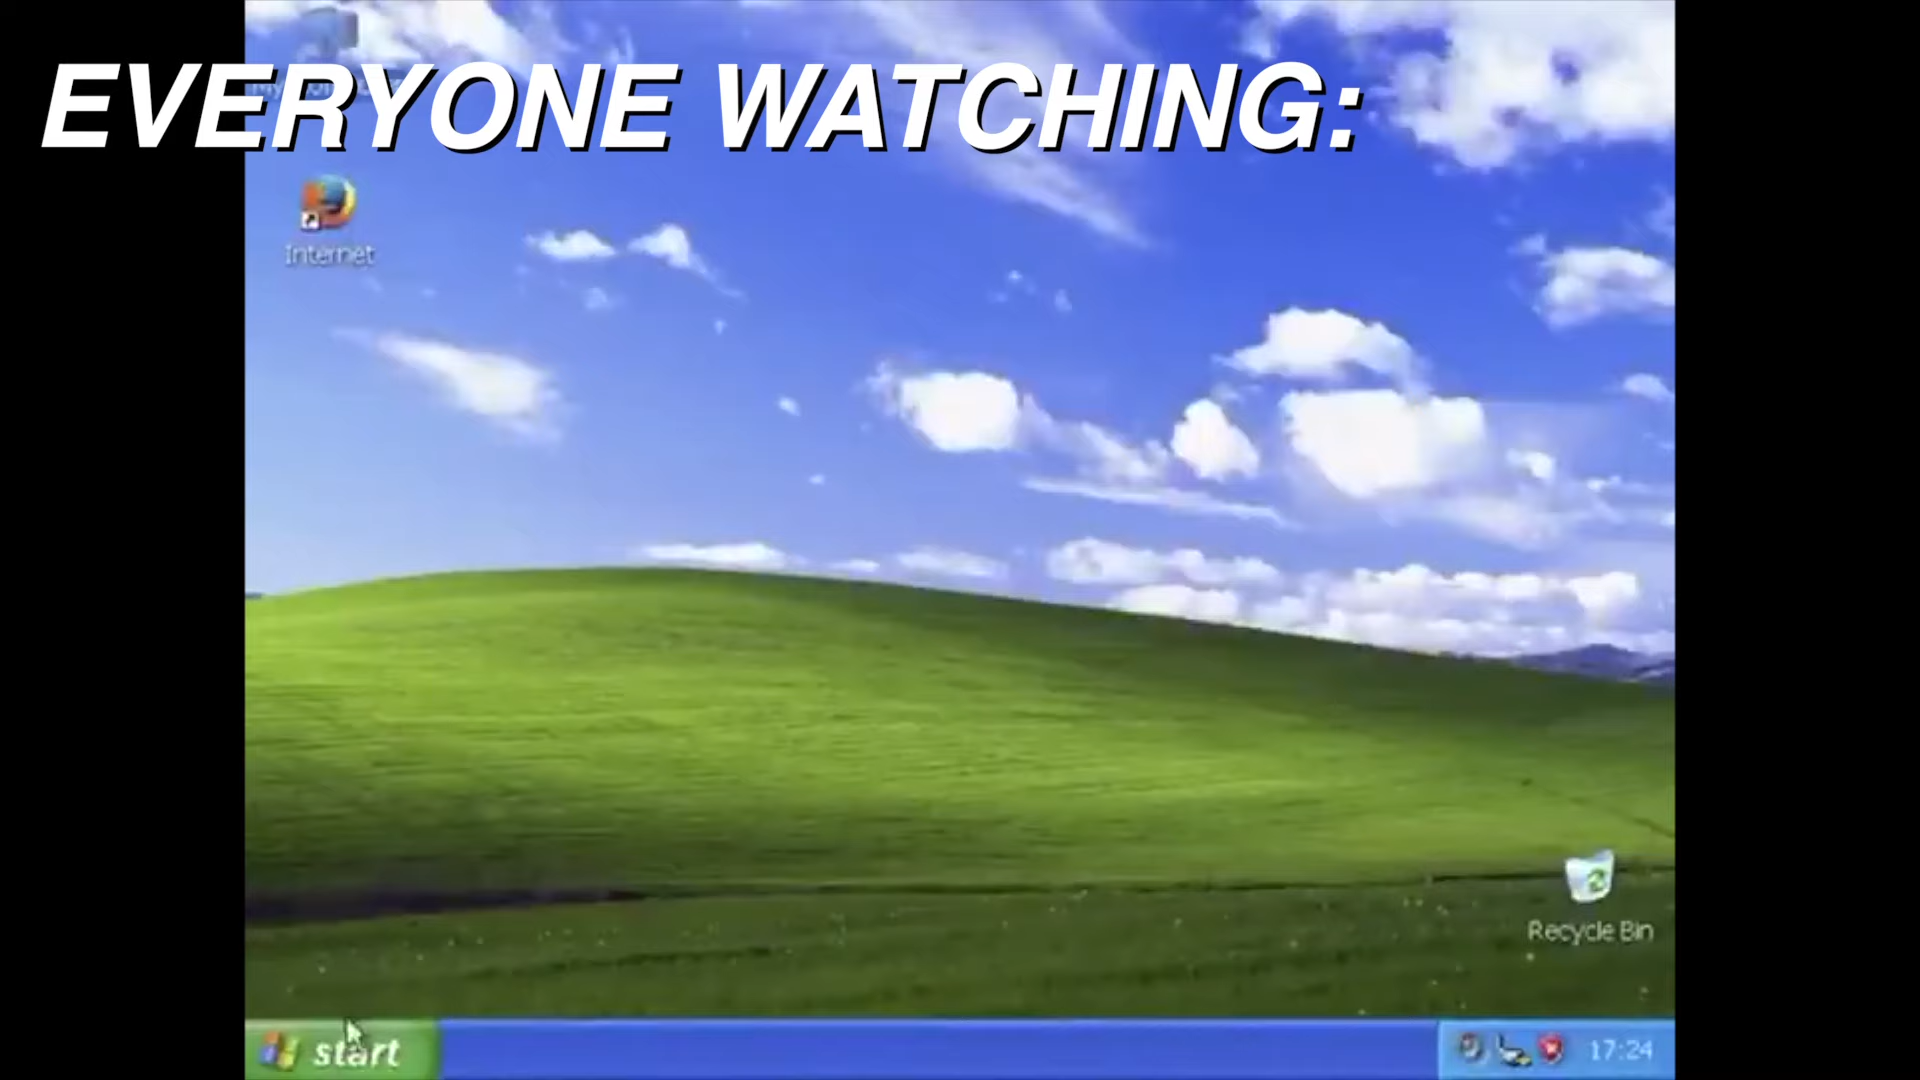 EVERYONE WATCHING:
Internet
Recycle Bin
start
17:24